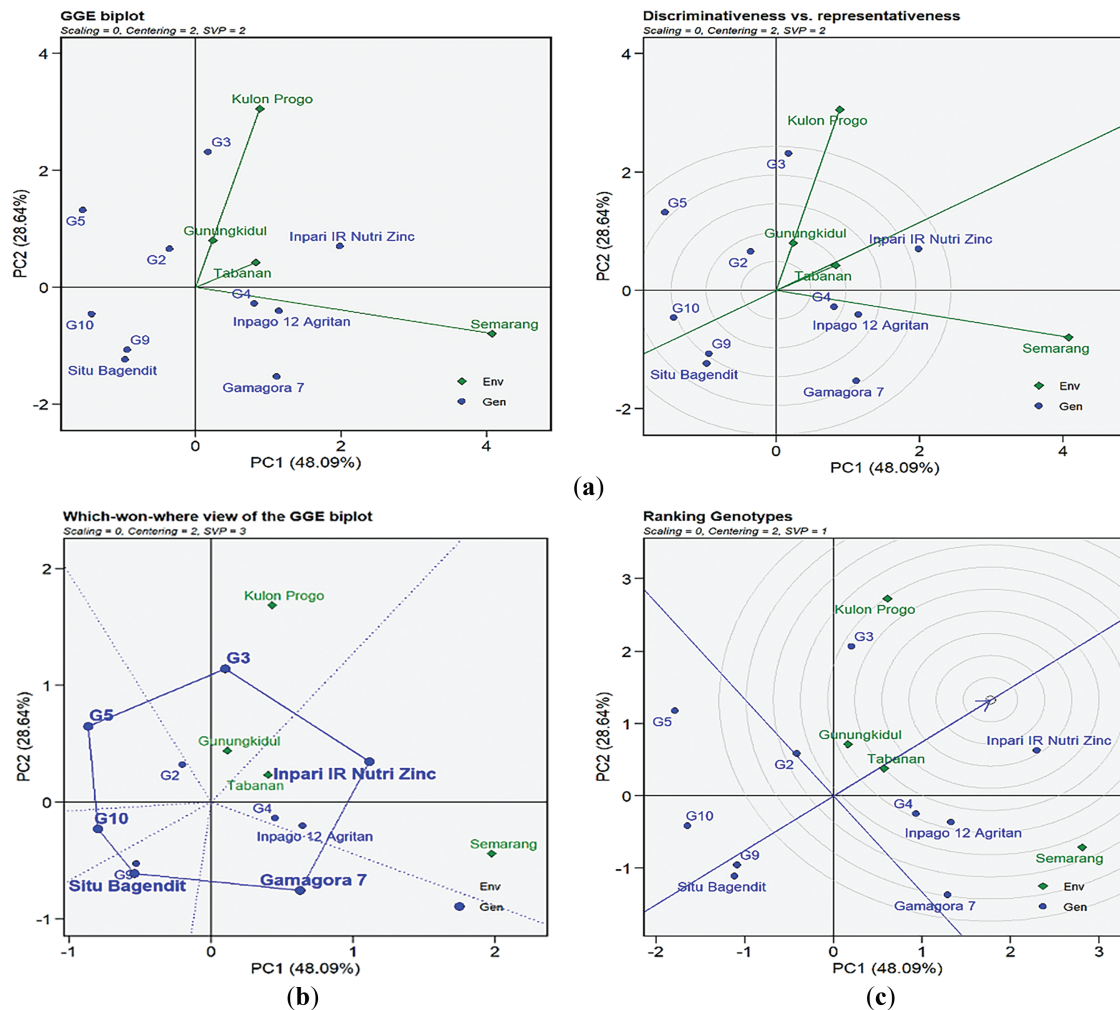 GGE biplot
Scaling = 0, Centering = 2, SVP = 2
4
2
0
-2
PC2 (28.64%)
Kulon Progo
G3
G5
Gunungkidul
G2
Inpari IR Nutri Zinc
Tabanan
G4
G10
Inpago 12 Agritan
Semarang
G9
Situ Bagendit
Gamagora 7
Env
Gen
0
2
4
PC1 (48.09%)
Discriminativeness vs. representativeness
Scaling = 0, Centering = 2, SVP = 2
4
2
0
-2
PC2 (28.64%)
Kulon Progo
G3
G5
Gunungkidul
Inpari IR Nutri Zinc
G2
Tabanan
G4
G10
Inpago 12 Agritan
G9
Semarang
Situ Bagendit
Gamagora 7
Env
Gen
0
2
4
PC1 (48.09%)
(a)
Which-won-where view of the GGE biplot
Scaling = 0, Centering = 2, SVP = 3
2
1
0
-1
PC2 (28.64%)
Kulon Progo
G3
G5
Gunungkidul
G2
Inpari IR Nutri Zinc
Tabanan
G4
G10
Inpago 12 Agritan
Semarang
G9
Situ Bagendit
Gamagora 7
Env
Gen
-1
0
1
2
PC1 (48.09%)
(b)
Ranking Genotypes
Scaling = 0, Centering = 2, SVP = 1
3
2
1
0
-1
PC2 (28.64%)
Kulon Progo
G3
G5
Gunungkidul
Inpari IR Nutri Zinc
G2
Tabanan
G4
G10
Inpago 12 Agritan
G9
Semarang
Situ Bagendit
Gamagora 7
Env
Gen
-2
-1
0
1
2
3
PC1 (48.09%)
(c)